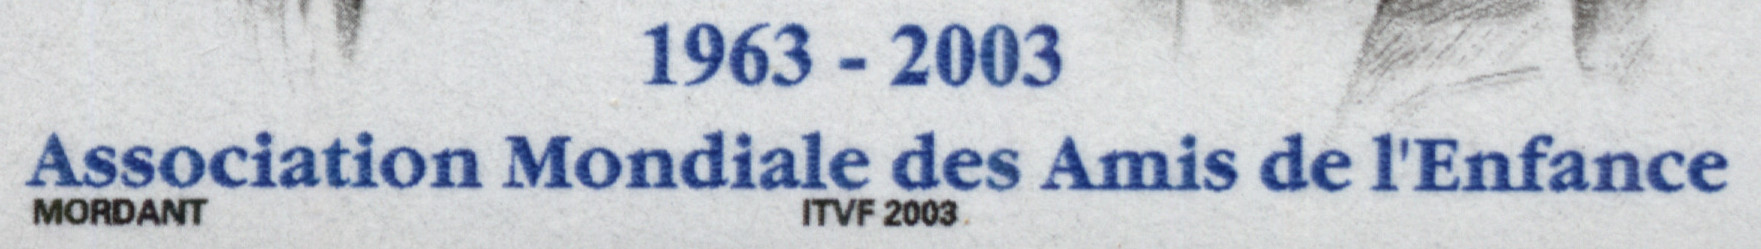 1963 - 2003
Association Mondiale des Amis de l'Enfance
MORDANT ITVF 2003